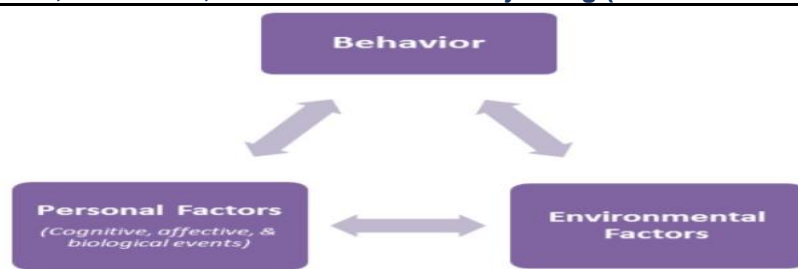 Behavior
Personal Factors
(Cognitive, affective, &
biological events)
Environmental
Factors